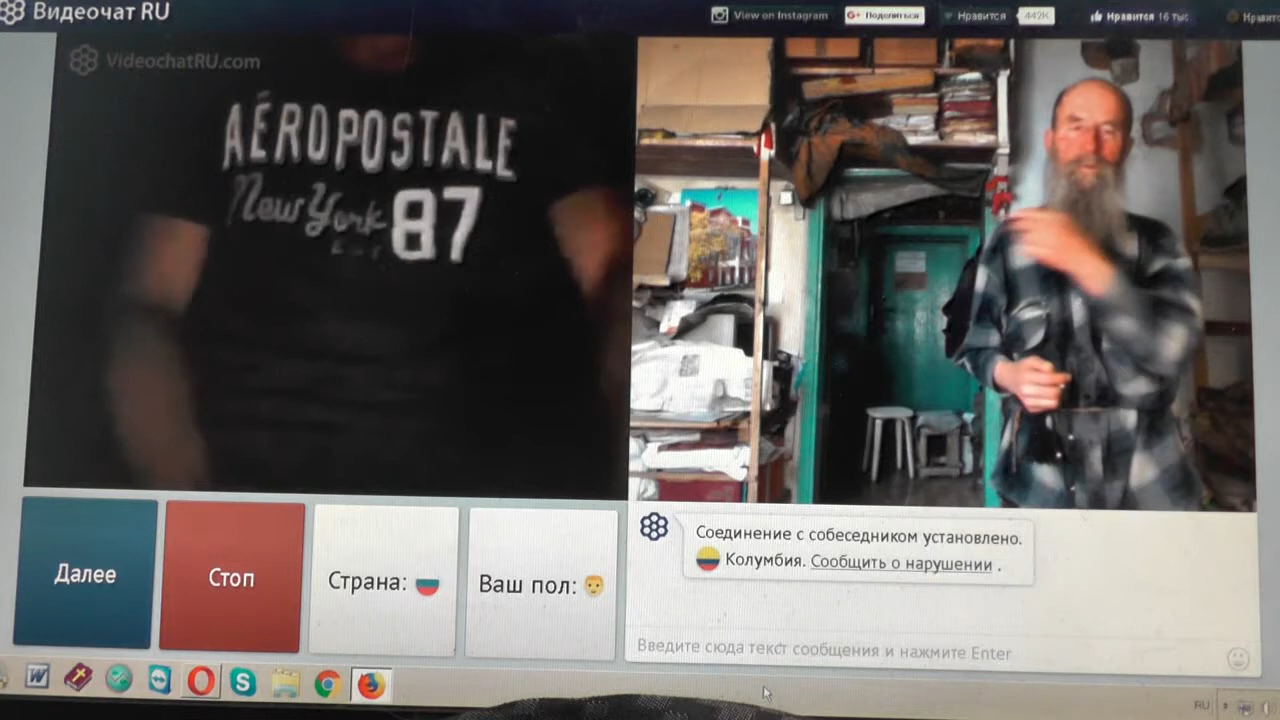 Видеочат RU
View on Instagram
Поделиться
Нравится
442K
Нравится 16 тыс.
VideochatRU.com
AÉROPOSTALE
New York
87
Соединение с собеседником установлено.
Колумбия. Сообщить о нарушении .
Далее
Стоп
Страна:
Ваш пол:
Введите сюда текст сообщения и нажмите Enter
RU